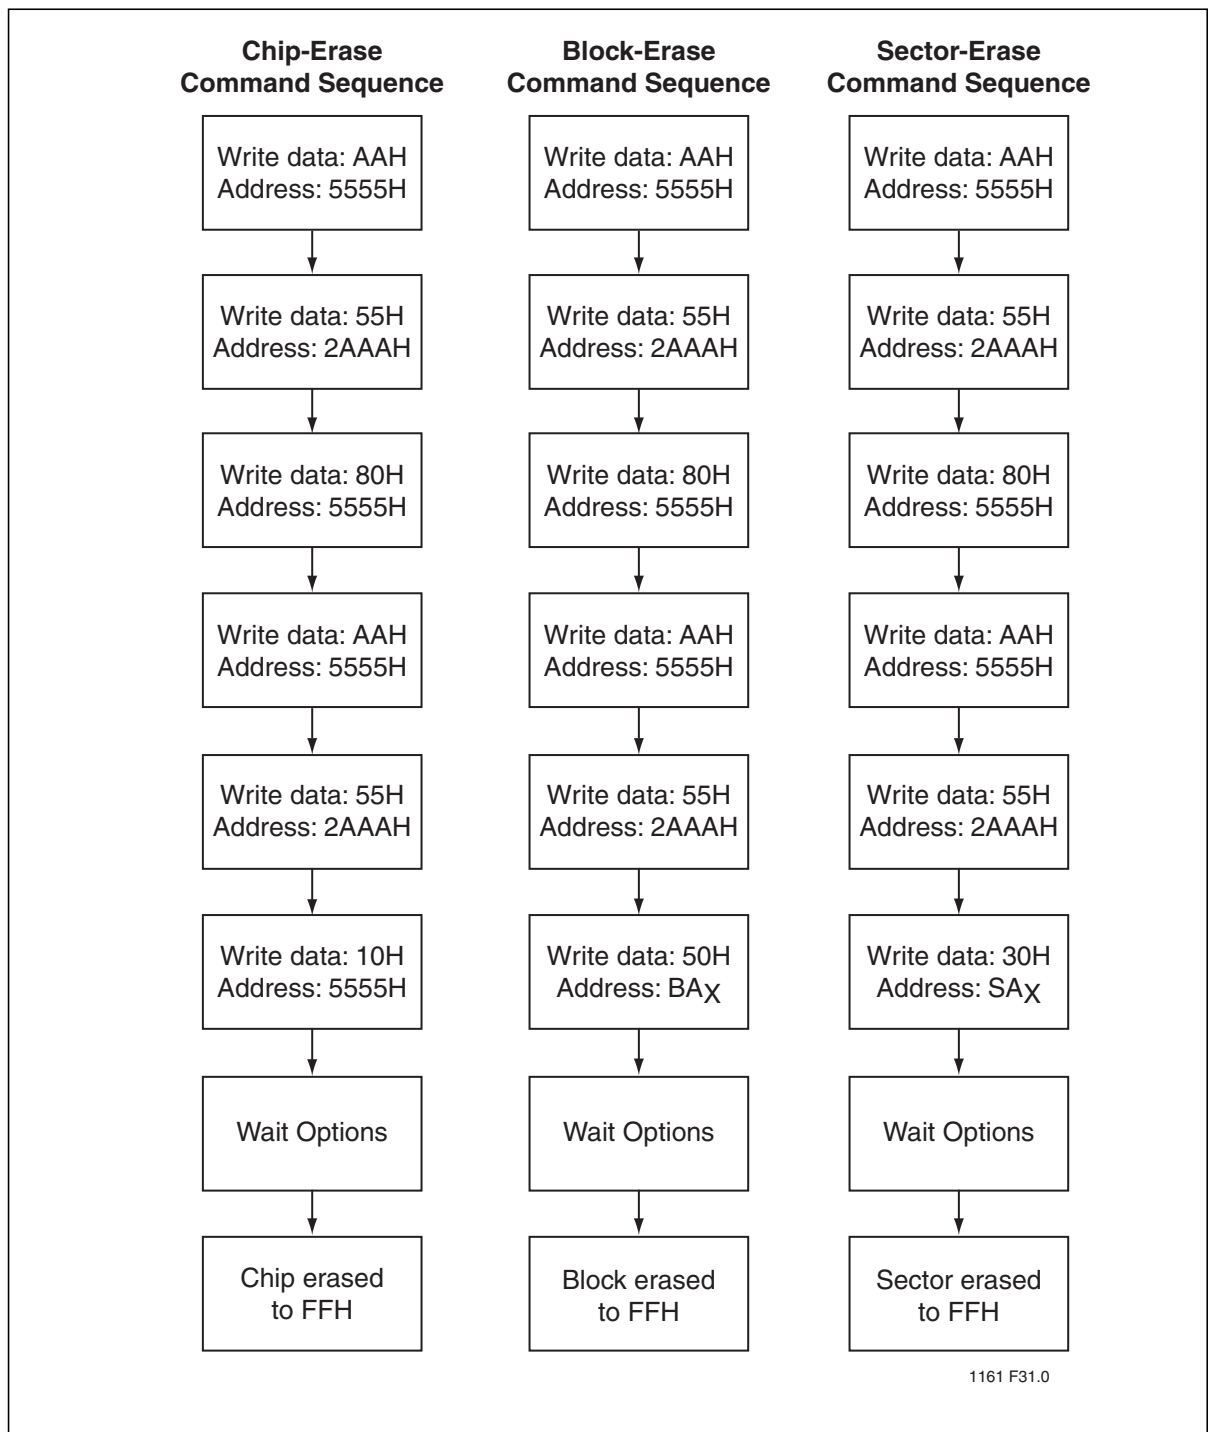 Chip-Erase
Command Sequence
Write data: AAH
Address: 5555H
Write data: 55H
Address: 2AAAH
Write data: 80H
Address: 5555H
Write data: AAH
Address: 5555H
Write data: 55H
Address: 2AAAH
Write data: 10H
Address: 5555H
Wait Options
Chip erased
to FFH
Block-Erase
Command Sequence
Write data: AAH
Address: 5555H
Write data: 55H
Address: 2AAAH
Write data: 80H
Address: 5555H
Write data: AAH
Address: 5555H
Write data: 55H
Address: 2AAAH
Write data: 50H
Address: BAX
Wait Options
Block erased
to FFH
Sector-Erase
Command Sequence
Write data: AAH
Address: 5555H
Write data: 55H
Address: 2AAAH
Write data: 80H
Address: 5555H
Write data: AAH
Address: 5555H
Write data: 55H
Address: 2AAAH
Write data: 30H
Address: SAX
Wait Options
Sector erased
to FFH
1161 F31.0